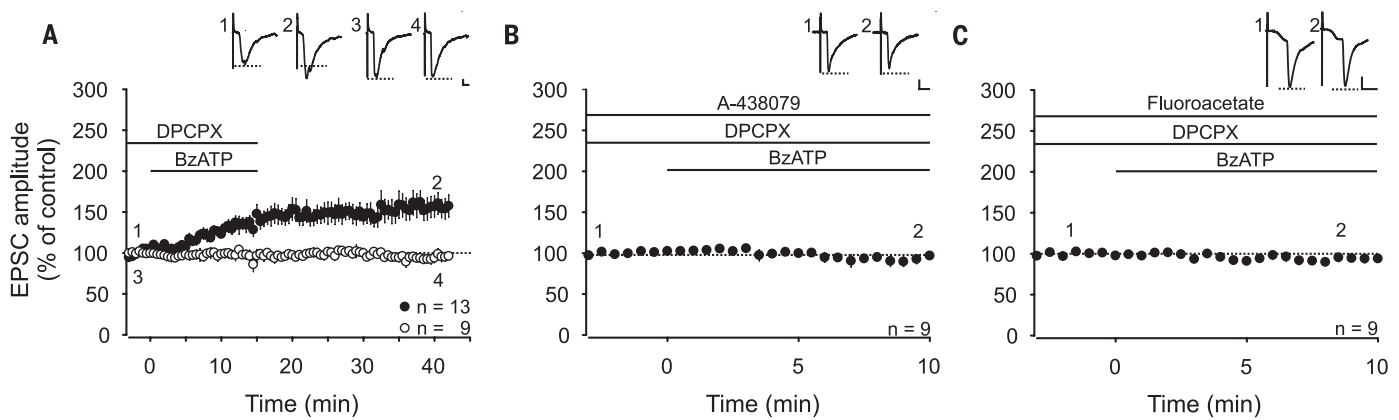 A
1 2 3 4
EPSC amplitude
(% of control)
300
250
200
150
100
50
0
DPCPX
BzATP
2
1
3
4
n = 13
n = 9
0 10 20 30 40
Time (min)
B
1 2
300
250
200
150
100
50
0
A-438079
DPCPX
BzATP
1 2
n = 9
0 5 10
Time (min)
C
1 2
300
250
200
150
100
50
0
Fluoroacetate
DPCPX
BzATP
1 2
n = 9
0 5 10
Time (min)